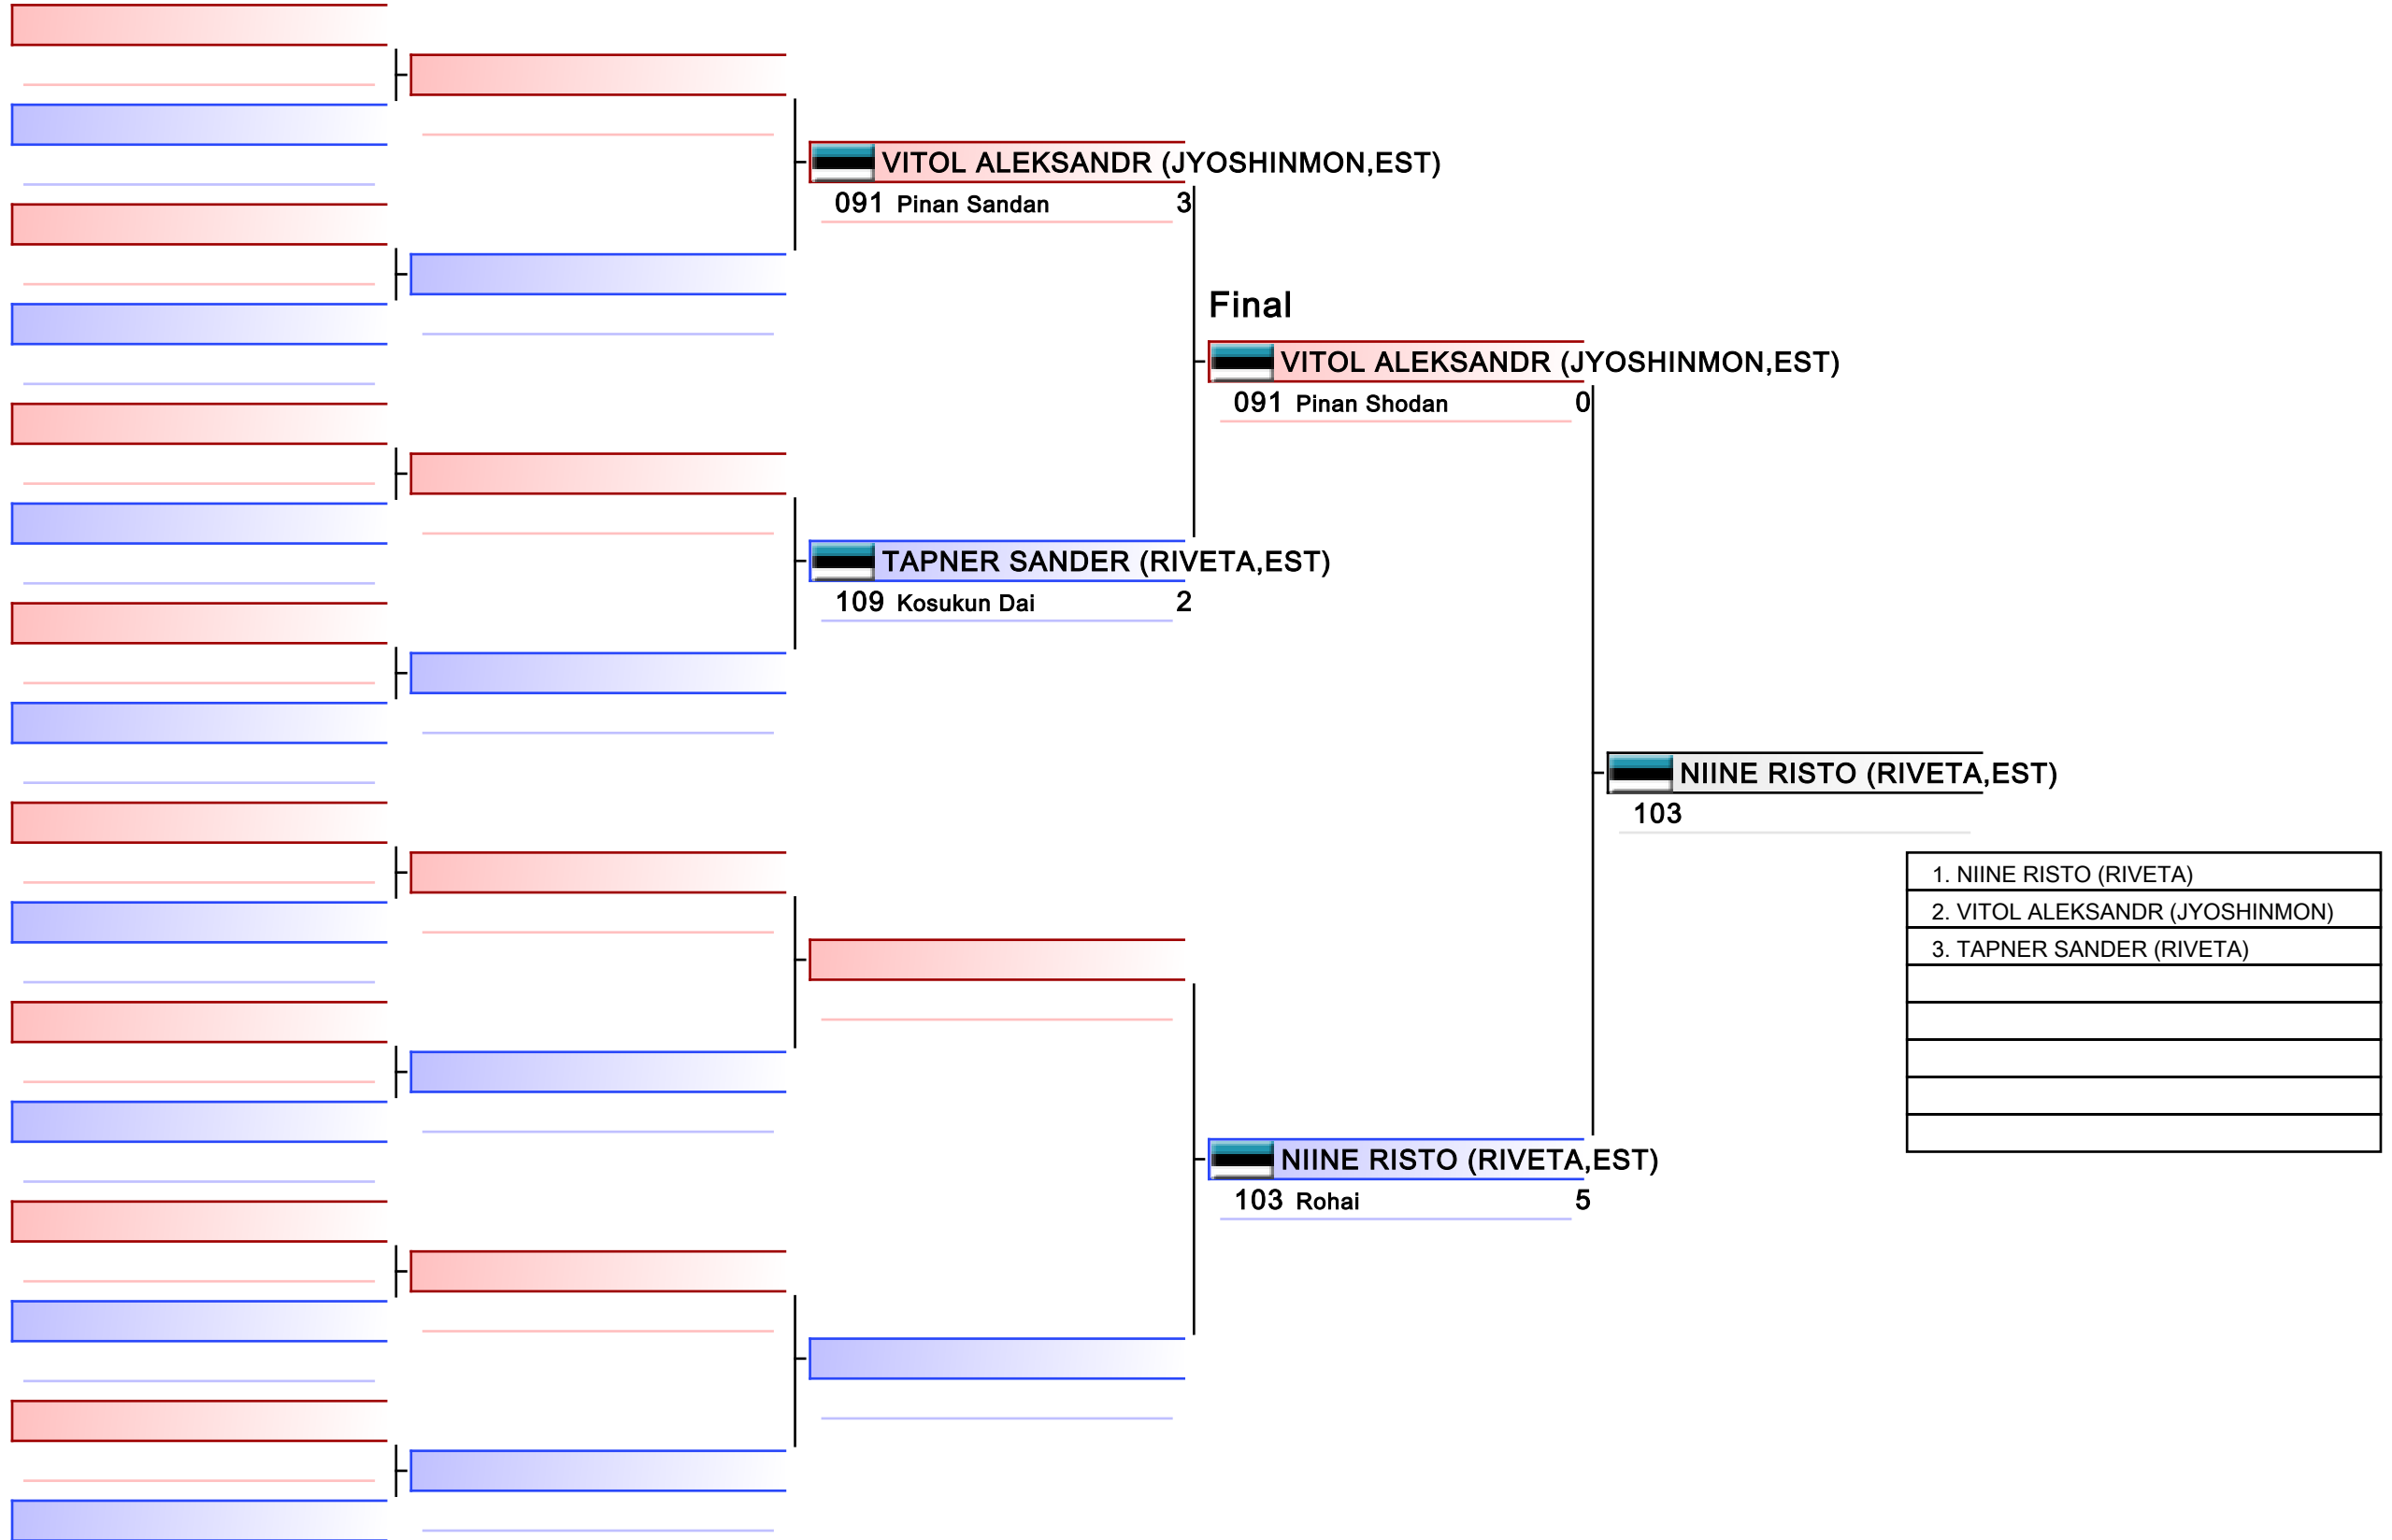 VITOL ALEKSANDR (JYOSHINMON,EST)
091 Pinan Sandan 3
Final
VITOL ALEKSANDR (JYOSHINMON,EST)
091 Pinan Shodan 0
TAPNER SANDER (RIVETA,EST)
109 Kosukun Dai 2
NIINE RISTO (RIVETA,EST)
103
1. NIINE RISTO (RIVETA)
2. VITOL ALEKSANDR (JYOSHINMON)
3. TAPNER SANDER (RIVETA)
NIINE RISTO (RIVETA,EST)
103 Rohai 5